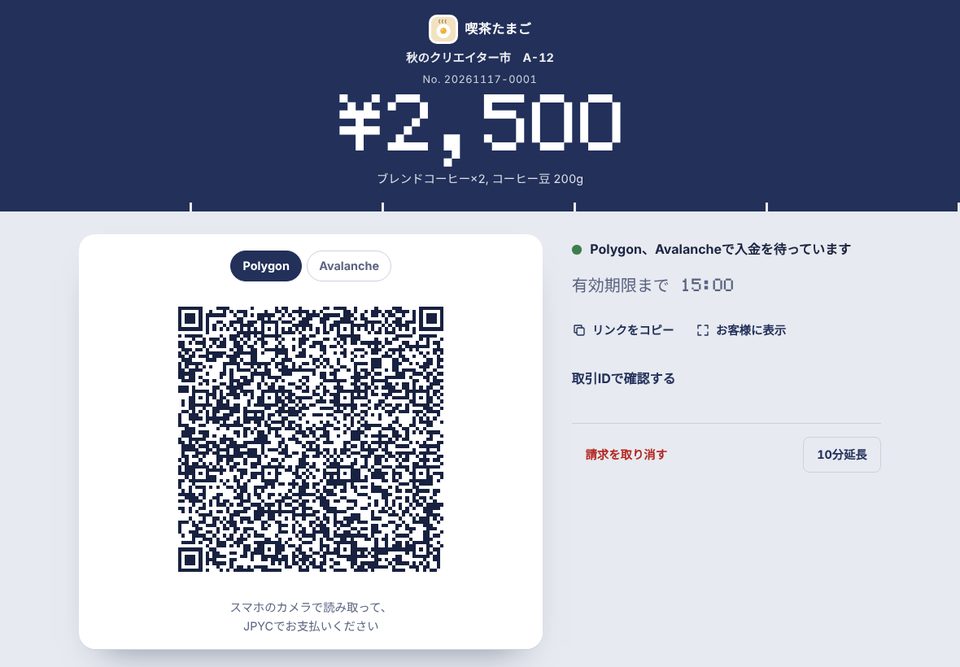 喫茶たまご
秋のクリエイター市　A-12
No. 20261117-0001
¥2,500
ブレンドコーヒー×2, コーヒー豆 200g
Polygon
Avalanche
スマホのカメラで読み取って、
JPYCでお支払いください
Polygon、Avalancheで入金を待っています
有効期限まで 15:00
リンクをコピー
お客様に表示
取引IDで確認する
請求を取り消す
10分延長